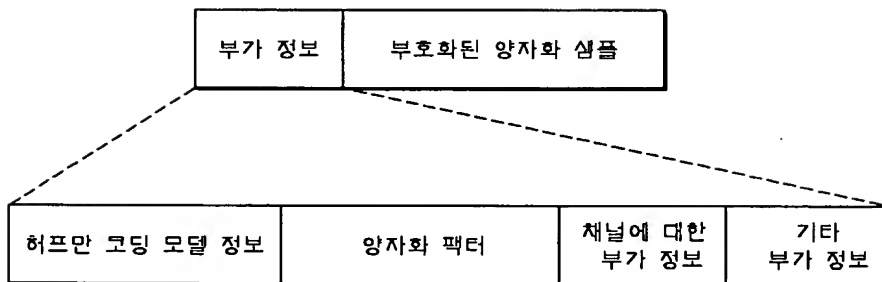 부가 정보
부호화된 양자화 샘플
허프만 코딩 모델 정보
양자화 팩터
채널에 대한
부가 정보
기타
부가 정보